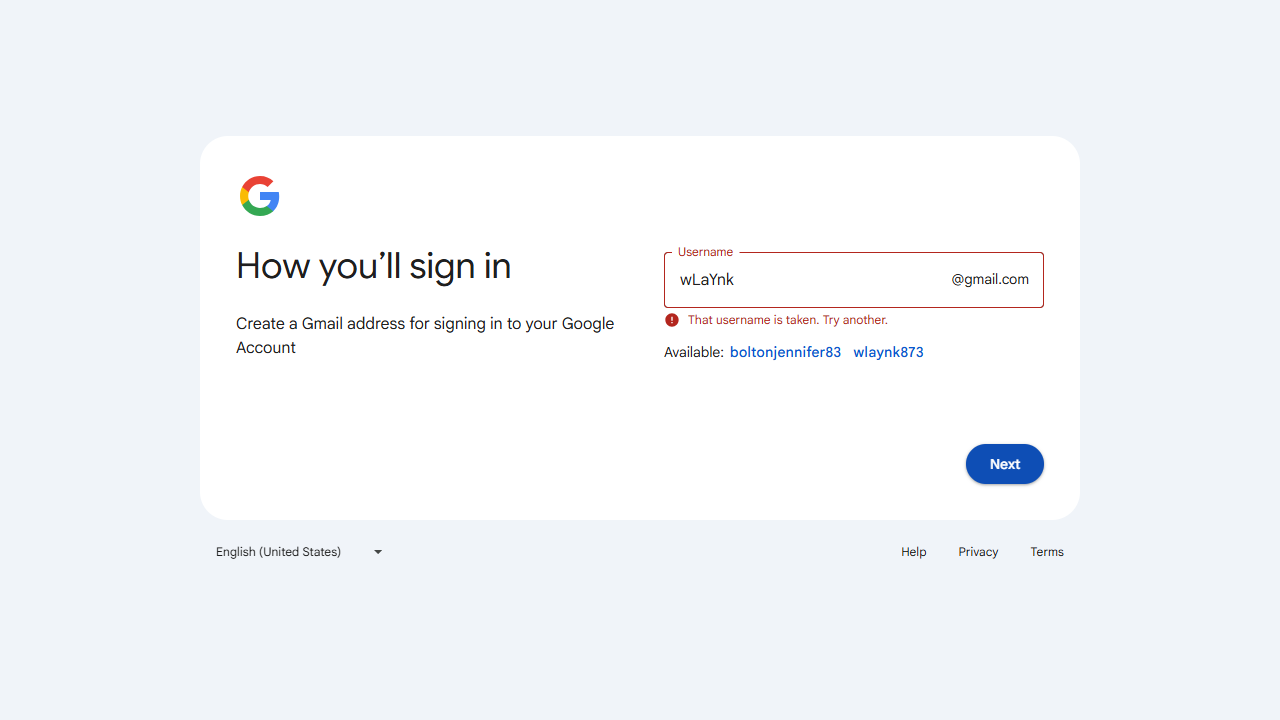 How you’ll sign in
Create a Gmail address for signing in to your Google
Account
Username
wLaYnk @gmail.com
That username is taken. Try another.
Available: boltonjennifer83 wlaynk873
Next
English (United States)
Help Privacy Terms